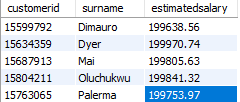 customerid surname estimatedsalary
15599792 Dimauro 199638.56
15634359 Dyer 199970.74
15687913 Mai 199805.63
15804211 Oluchukwu 199841.32
15763065 Palerma 199753.97